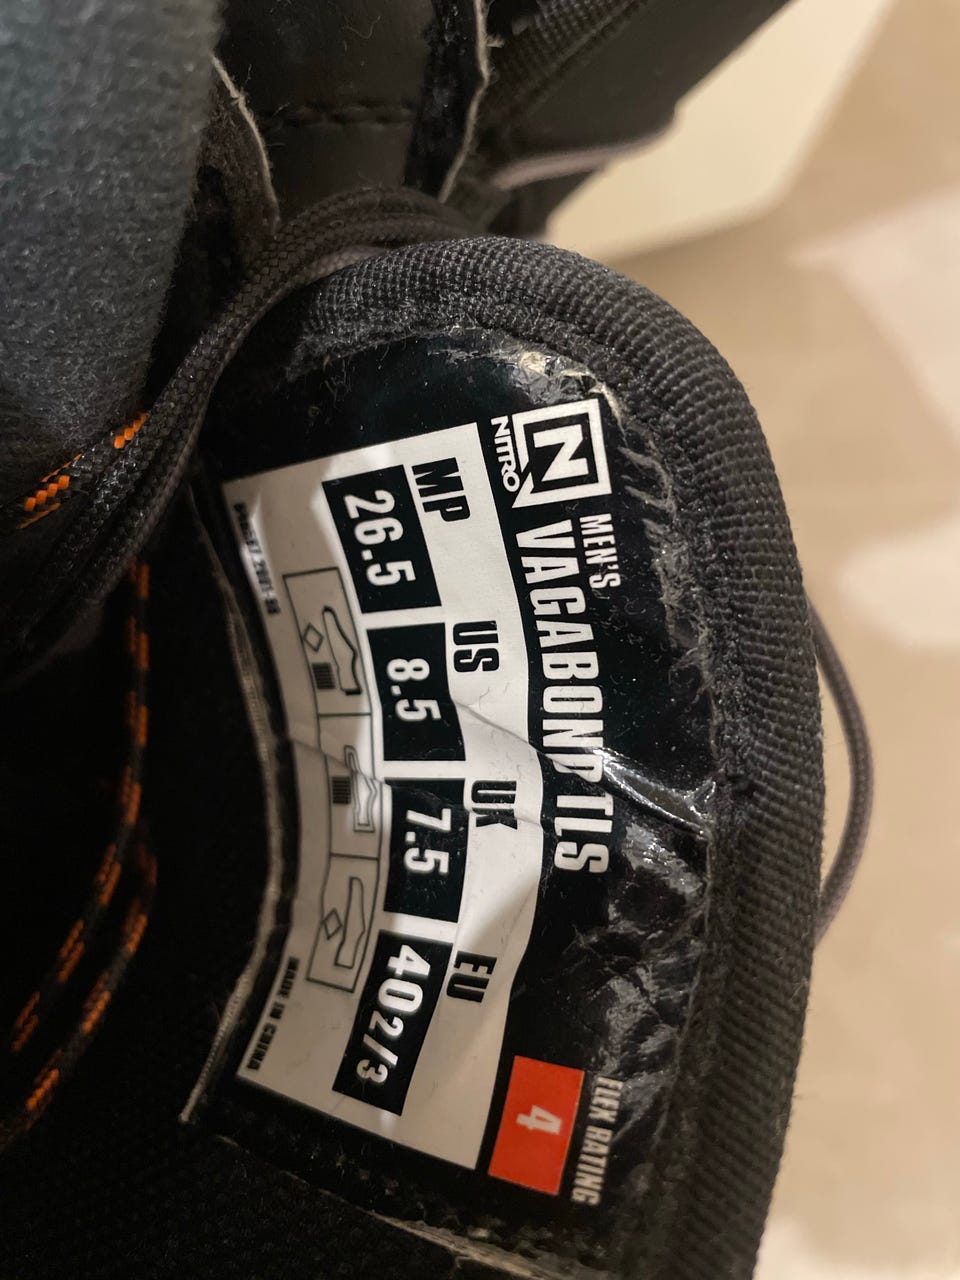 NITRO
N
MEN'S
VAGABOND TLS
FLEX RATING
4
MP US UK EU
26.5 8.5 7.5 40 2/3
MADE IN CHINA